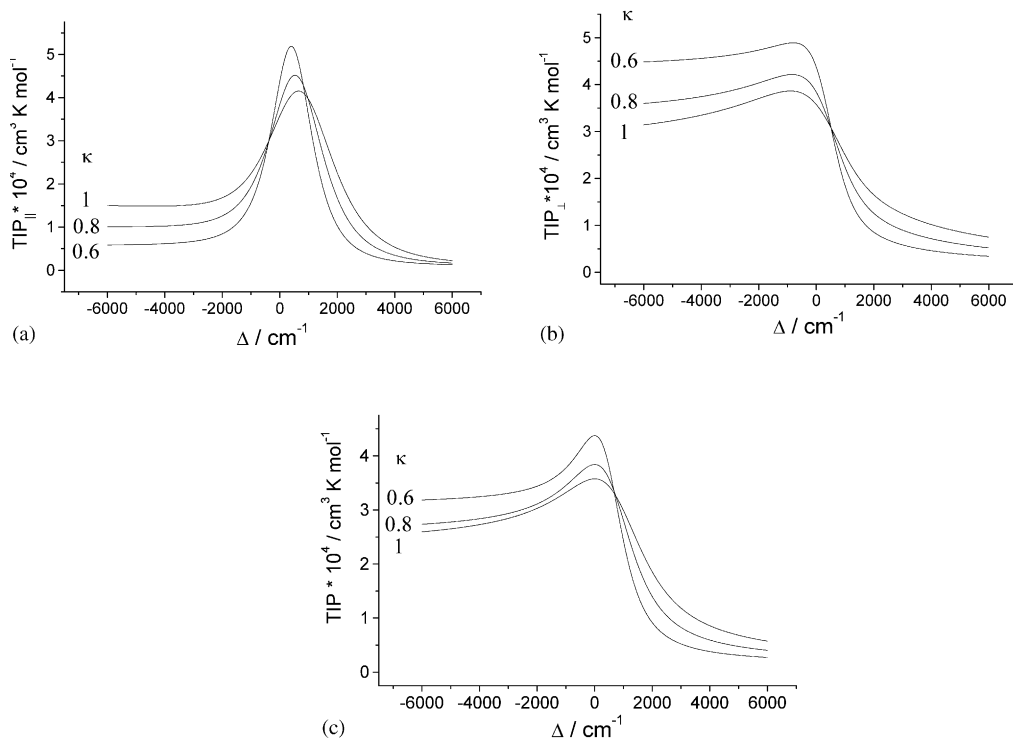 TIP||* 10⁴ / cm³ K mol⁻¹
5
4
3
2
1
0
κ
1
0.8
0.6
-6000 -4000 -2000 0 2000 4000 6000
Δ / cm⁻¹
(a)
TIP⊥*10⁴ / cm³ K mol⁻¹
5
4
3
2
1
0
κ
0.6
0.8
1
-6000 -4000 -2000 0 2000 4000 6000
Δ / cm⁻¹
(b)
TIP * 10⁴ / cm³ K mol⁻¹
4
3
2
1
0
κ
0.6
0.8
1
-6000 -4000 -2000 0 2000 4000 6000
Δ / cm⁻¹
(c)